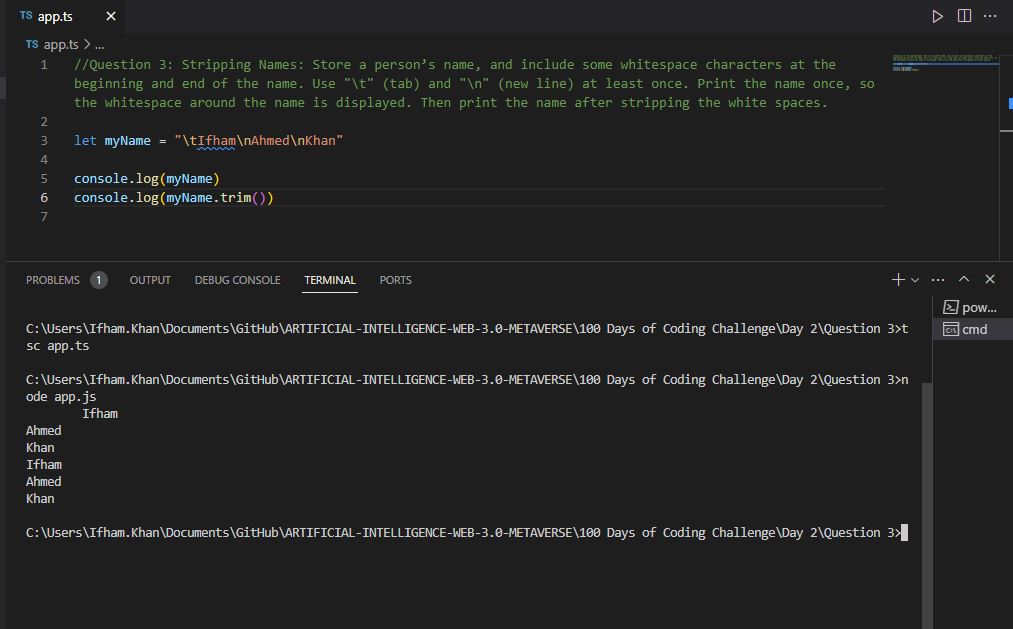 TS app.ts
TS app.ts > ...
1 //Question 3: Stripping Names: Store a person’s name, and include some whitespace characters at the
beginning and end of the name. Use "\t" (tab) and "\n" (new line) at least once. Print the name once, so
the whitespace around the name is displayed. Then print the name after stripping the white spaces.
2
3 let myName = "\tIfham\nAhmed\nKhan"
4
5 console.log(myName)
6 console.log(myName.trim())
7
PROBLEMS 1 OUTPUT DEBUG CONSOLE TERMINAL PORTS
pow...
cmd
C:\Users\Ifham.Khan\Documents\GitHub\ARTIFICIAL-INTELLIGENCE-WEB-3.0-METAVERSE\100 Days of Coding Challenge\Day 2\Question 3>t
sc app.ts
C:\Users\Ifham.Khan\Documents\GitHub\ARTIFICIAL-INTELLIGENCE-WEB-3.0-METAVERSE\100 Days of Coding Challenge\Day 2\Question 3>n
ode app.js
Ifham
Ahmed
Khan
Ifham
Ahmed
Khan
C:\Users\Ifham.Khan\Documents\GitHub\ARTIFICIAL-INTELLIGENCE-WEB-3.0-METAVERSE\100 Days of Coding Challenge\Day 2\Question 3>